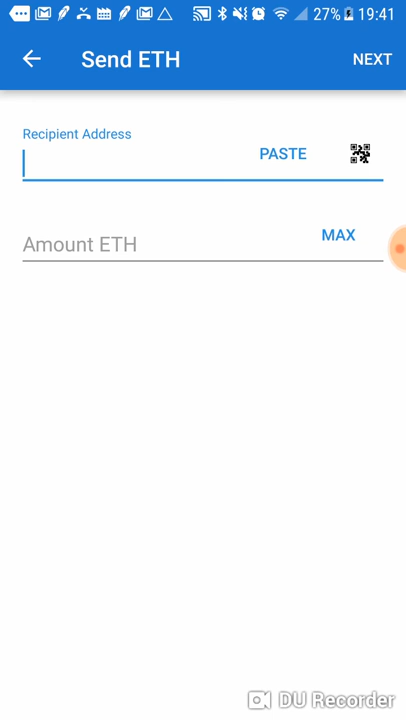 27% 19:41
Send ETH NEXT
Recipient Address
PASTE
Amount ETH MAX
DU Recorder